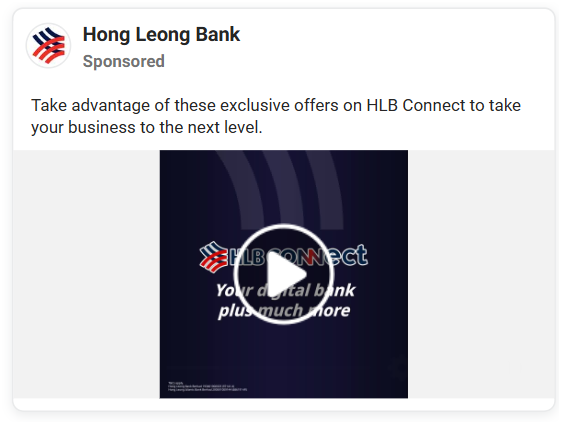 Hong Leong Bank
Sponsored
Take advantage of these exclusive offers on HLB Connect to take
your business to the next level.
HLB CONNECt
Your digital bank
plus much more